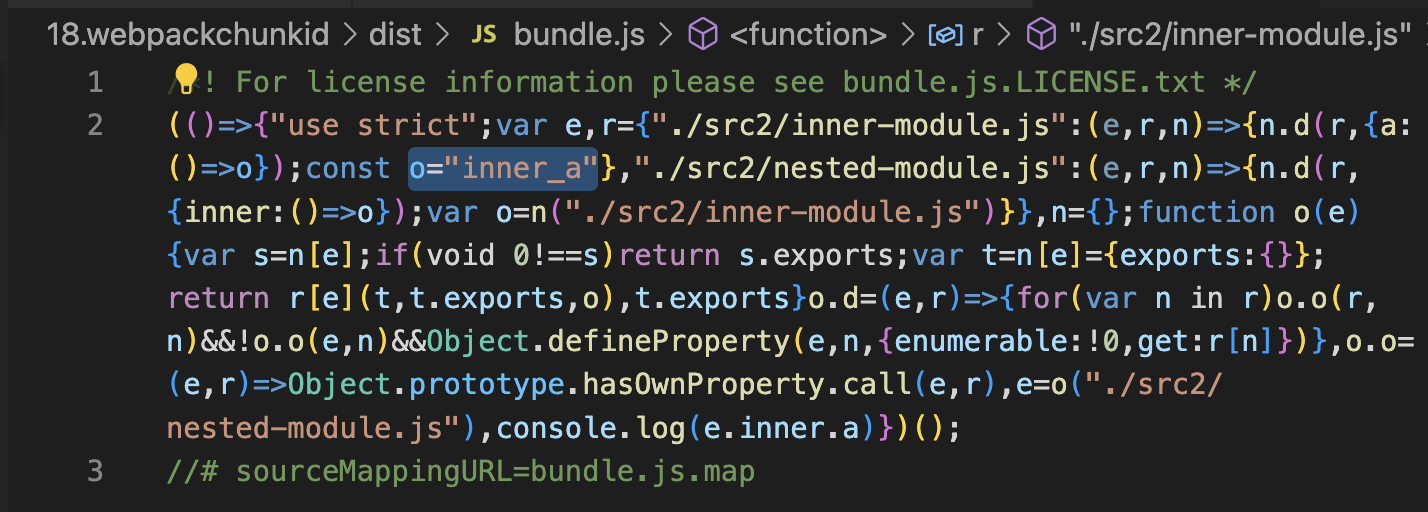 18.webpackchunkid > dist > JS bundle.js > <function> > r > "./src2/inner-module.js"
1 /*! For license information please see bundle.js.LICENSE.txt */
2 (()=>{"use strict";var e,r={"./src2/inner-module.js":(e,r,n)=>{n.d(r,{a:
()=>o});const o="inner_a"},"./src2/nested-module.js":(e,r,n)=>{n.d(r,
{inner:()=>o});var o=n("./src2/inner-module.js")}},n={};function o(e)
{var s=n[e];if(void 0!==s)return s.exports;var t=n[e]={exports:{}};
return r[e](t,t.exports,o),t.exports}o.d=(e,r)=>{for(var n in r)o.o(r,
n)&&!o.o(e,n)&&Object.defineProperty(e,n,{enumerable:!0,get:r[n]})},o.o=
(e,r)=>Object.prototype.hasOwnProperty.call(e,r),e=o("./src2/
nested-module.js"),console.log(e.inner.a)})();
3 //# sourceMappingURL=bundle.js.map